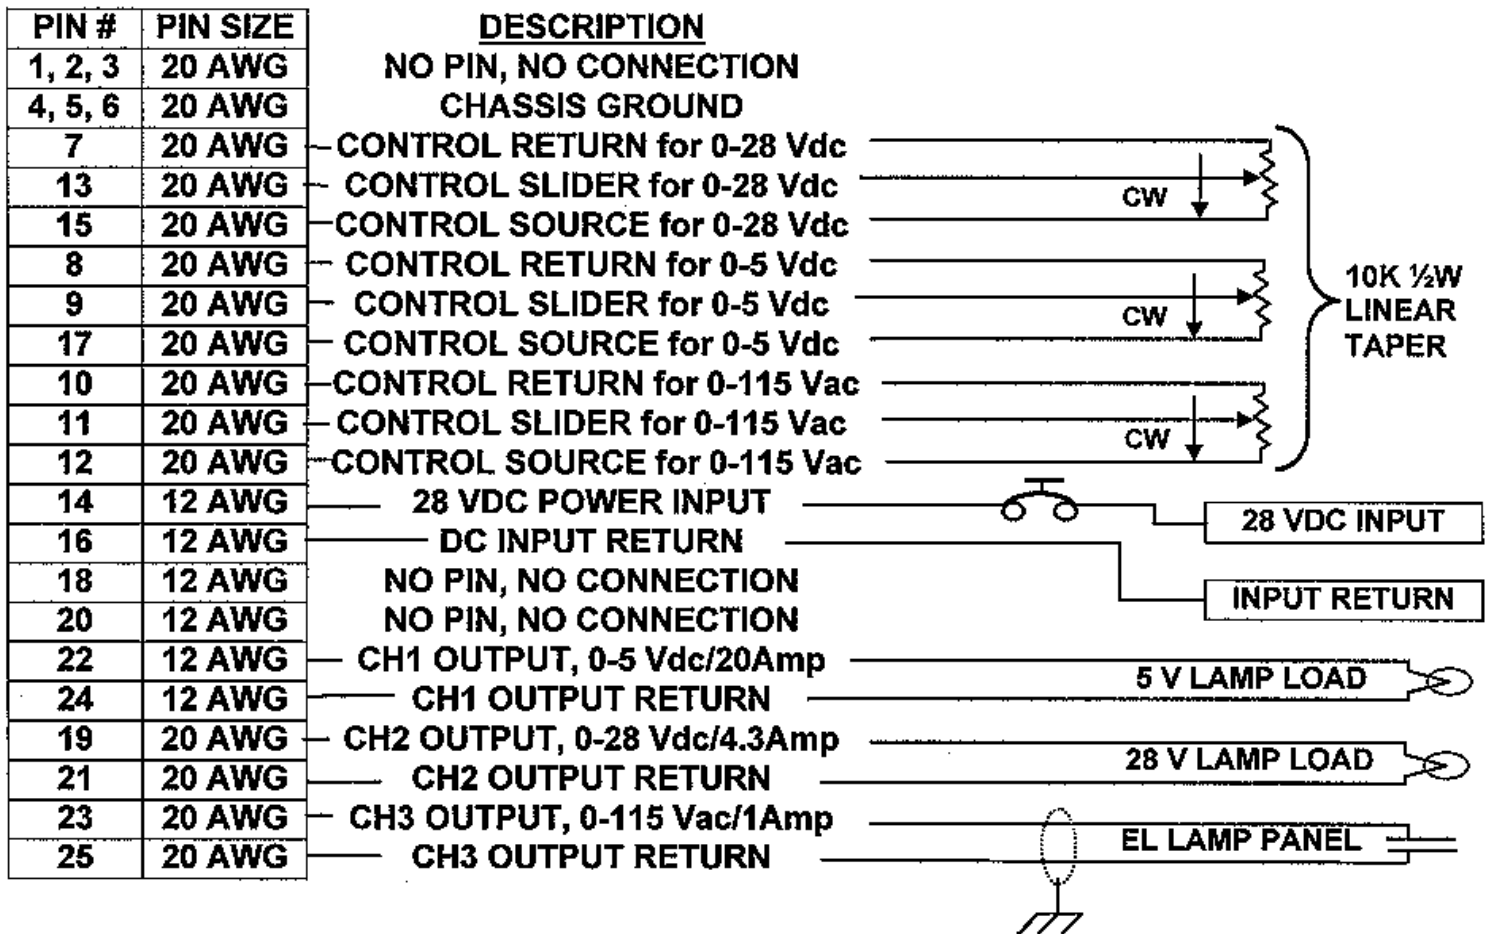 PIN # PIN SIZE DESCRIPTION
1, 2, 3 20 AWG NO PIN, NO CONNECTION
4, 5, 6 20 AWG CHASSIS GROUND
7 20 AWG CONTROL RETURN for 0-28 Vdc
13 20 AWG CONTROL SLIDER for 0-28 Vdc
CW
15 20 AWG CONTROL SOURCE for 0-28 Vdc
8 20 AWG CONTROL RETURN for 0-5 Vdc
9 20 AWG CONTROL SLIDER for 0-5 Vdc
CW
17 20 AWG CONTROL SOURCE for 0-5 Vdc
10K ½W
LINEAR
TAPER
10 20 AWG CONTROL RETURN for 0-115 Vac
11 20 AWG CONTROL SLIDER for 0-115 Vac
CW
12 20 AWG CONTROL SOURCE for 0-115 Vac
14 12 AWG 28 VDC POWER INPUT 28 VDC INPUT
16 12 AWG DC INPUT RETURN
18 12 AWG NO PIN, NO CONNECTION INPUT RETURN
20 12 AWG NO PIN, NO CONNECTION
22 12 AWG CH1 OUTPUT, 0-5 Vdc/20Amp 5 V LAMP LOAD
24 12 AWG CH1 OUTPUT RETURN
19 20 AWG CH2 OUTPUT, 0-28 Vdc/4.3Amp 28 V LAMP LOAD
21 20 AWG CH2 OUTPUT RETURN
23 20 AWG CH3 OUTPUT, 0-115 Vac/1Amp EL LAMP PANEL
25 20 AWG CH3 OUTPUT RETURN